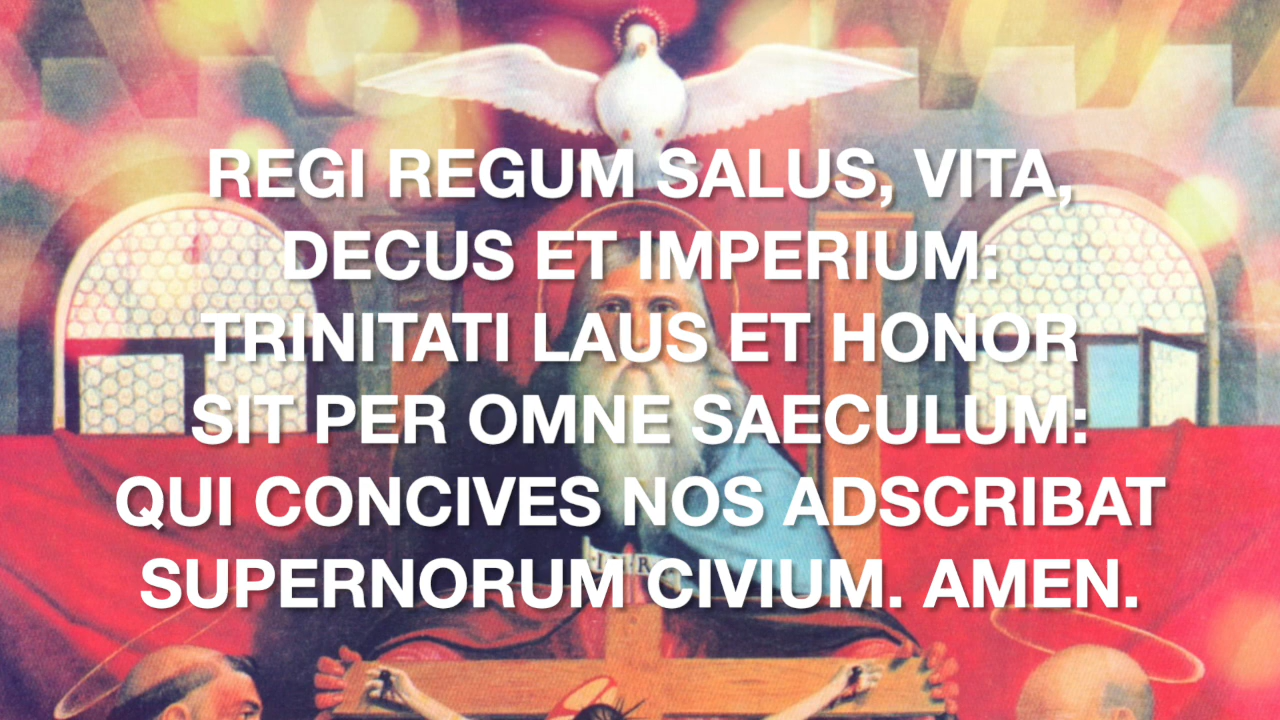 REGI REGUM SALUS, VITA,
DECUS ET IMPERIUM:
TRINITATI LAUS ET HONOR
SIT PER OMNE SAECULUM:
QUI CONCIVES NOS ADSCRIBAT
I.N.R.
SUPERNORUM CIVIUM. AMEN.